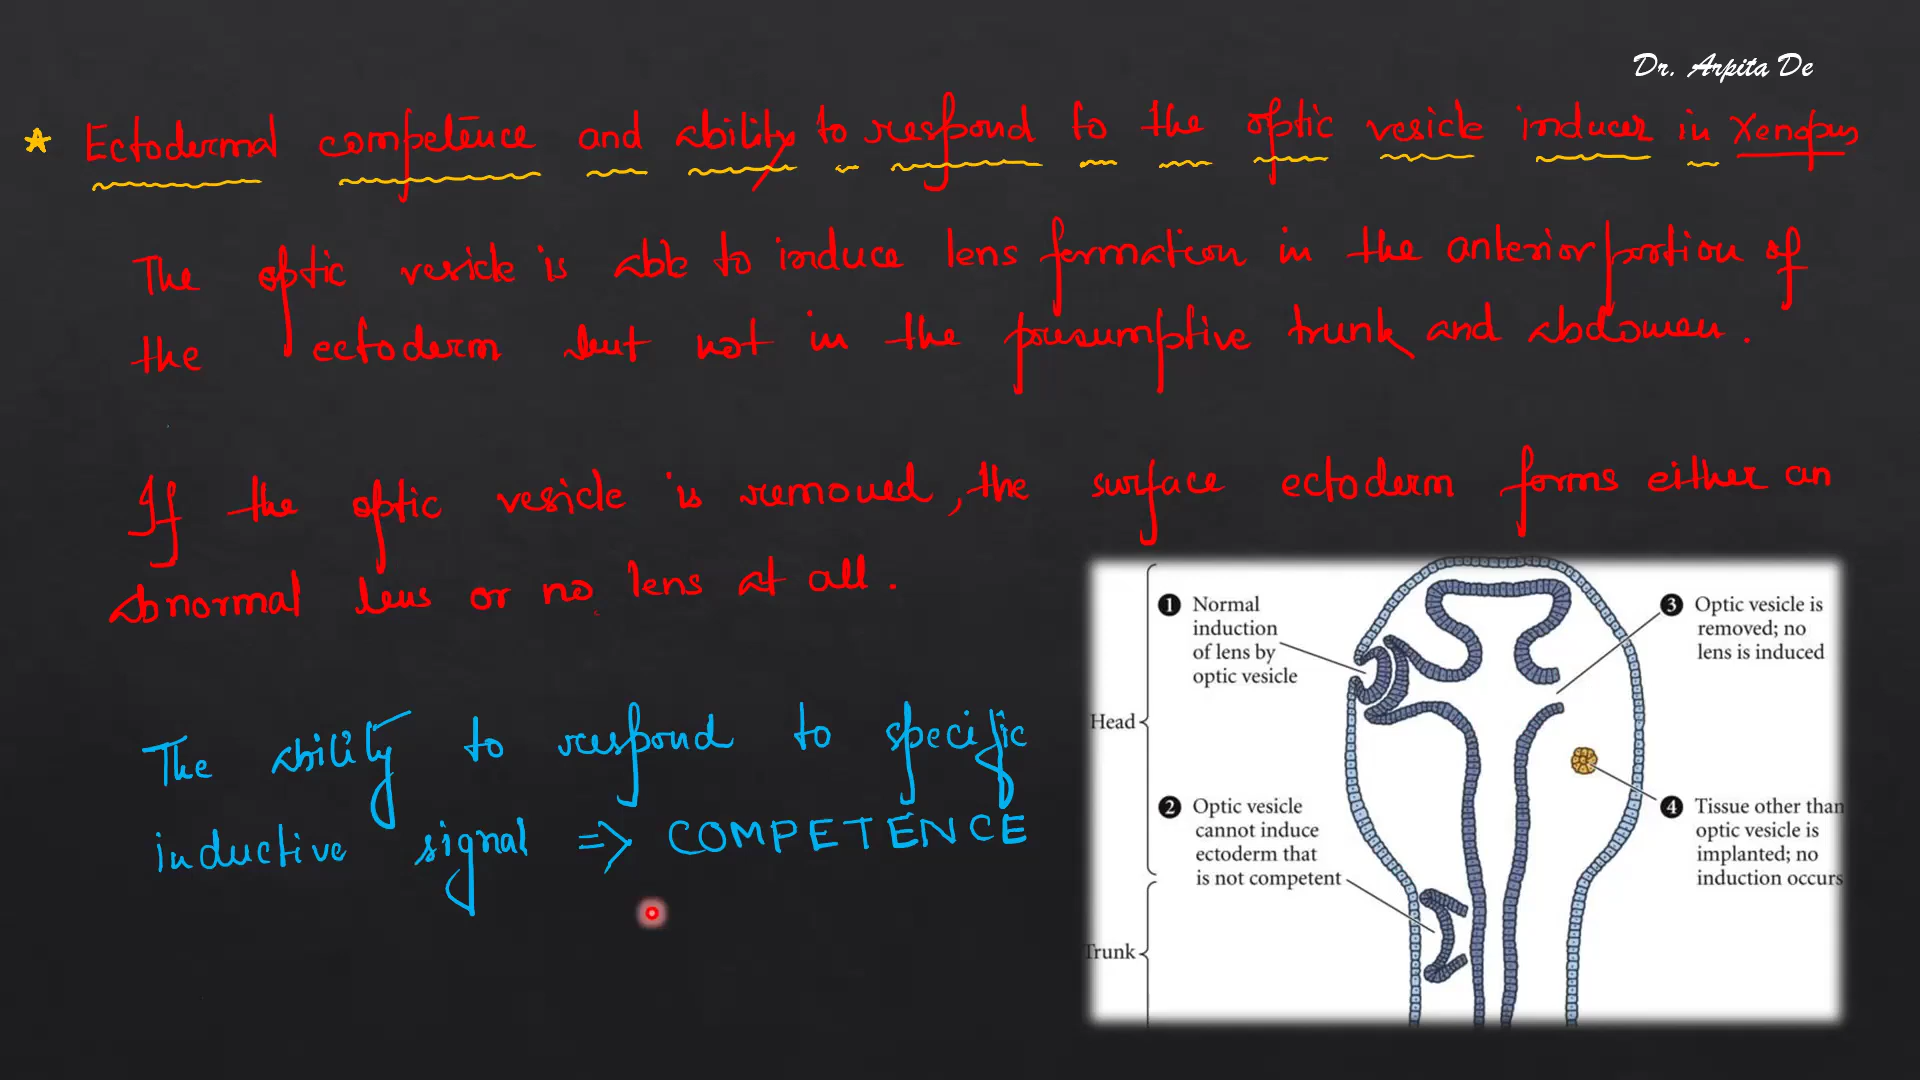 Dr. Arpita De
Ectodermal competence and ability to respond to the optic vesicle inducer in Xenopus
The optic vesicle is able to induce lens formation in the anterior portion of
the ectoderm but not in the presumptive trunk and abdomen.
If the optic vesicle is removed, the surface ectoderm forms either an
abnormal lens or no lens at all.
The ability to respond to specific
inductive signal => COMPETENCE
1 Normal
induction
of lens by
optic vesicle
3 Optic vesicle is
removed; no
lens is induced
Head
2 Optic vesicle
cannot induce
ectoderm that
is not competent
4 Tissue other than
optic vesicle is
implanted; no
induction occurs
Trunk